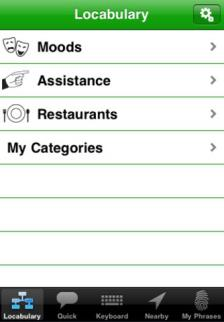 Locabulary
Moods
Assistance
Restaurants
My Categories
Locabulary Quick Keyboard Nearby My Phrases